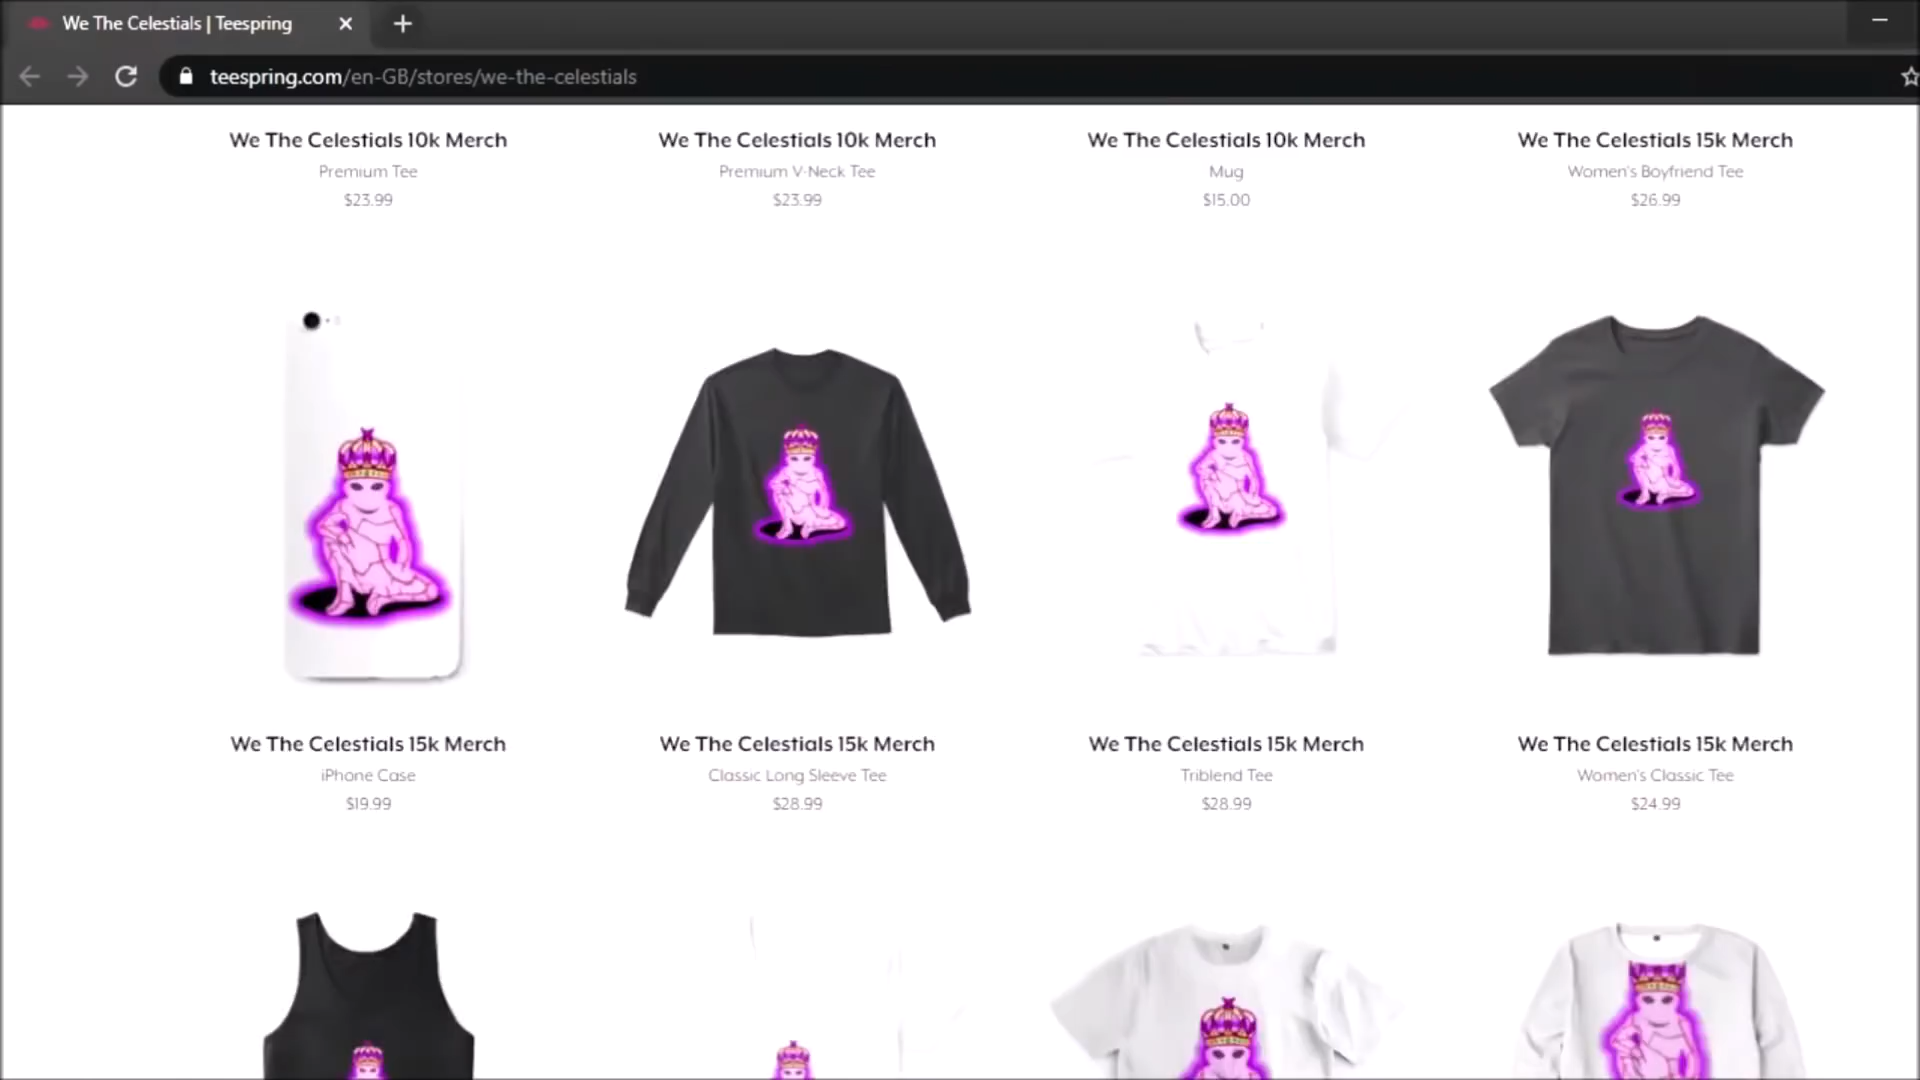 We The Celestials | Teespring
teespring.com/en-GB/stores/we-the-celestials
We The Celestials 10k Merch
Premium Tee
$23.99
We The Celestials 10k Merch
Premium V-Neck Tee
$23.99
We The Celestials 10k Merch
Mug
$15.00
We The Celestials 15k Merch
Women's Boyfriend Tee
$26.99
We The Celestials 15k Merch
iPhone Case
$19.99
We The Celestials 15k Merch
Classic Long Sleeve Tee
$28.99
We The Celestials 15k Merch
Triblend Tee
$28.99
We The Celestials 15k Merch
Women's Classic Tee
$24.99